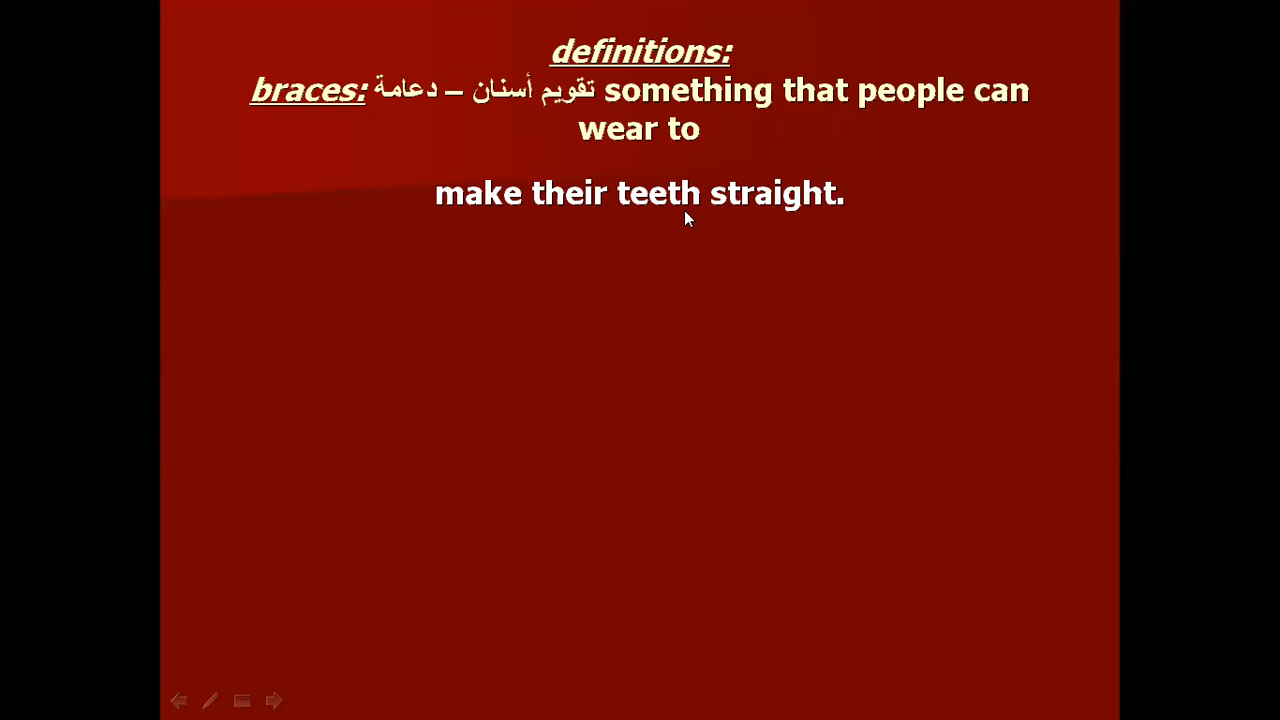 definitions:
braces: تقويم أسنان – دعامة something that people can
wear to
make their teeth straight.